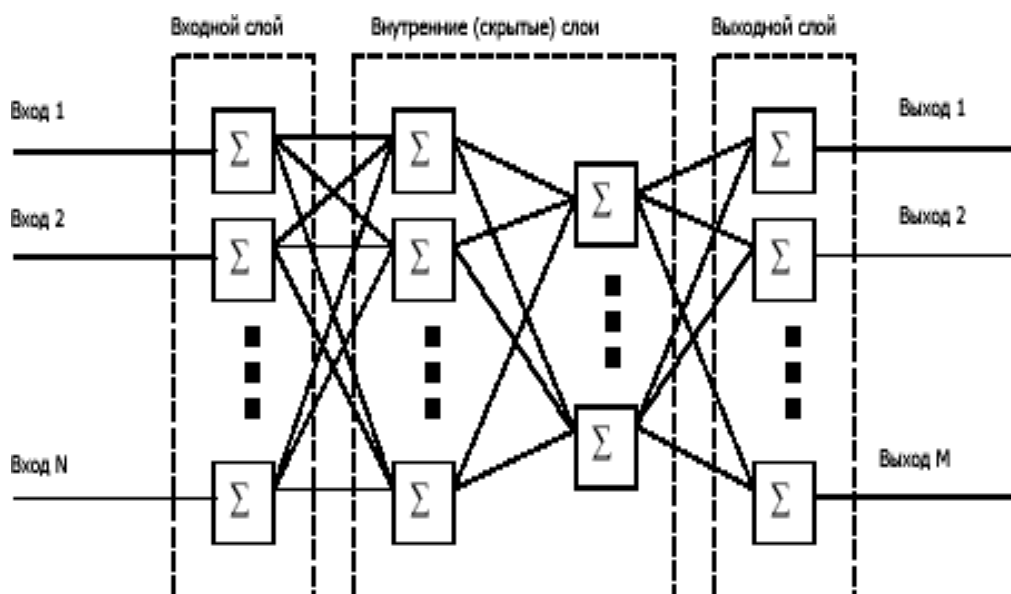 Входной слой
Внутренние (скрытые) слои
Выходной слой
Вход 1
Выход 1
Σ
Σ
Σ
Σ
Вход 2
Выход 2
Σ
Σ
Σ
Вход N
Выход M
Σ
Σ
Σ
Σ